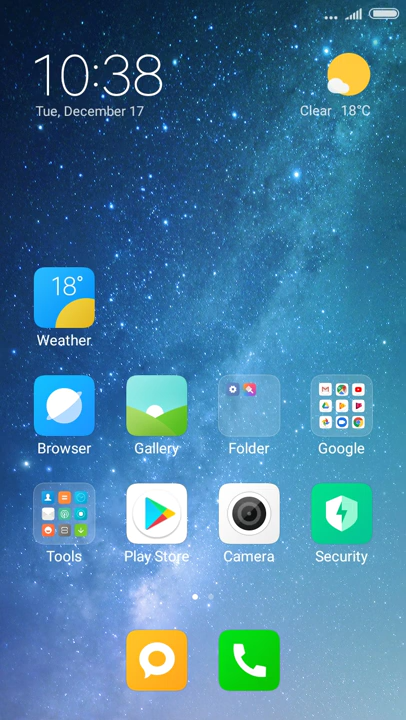 10:38
Tue, December 17
Clear 18°C
18°
Weather
Browser
Gallery
Folder
Google
Tools
Play Store
Camera
Security